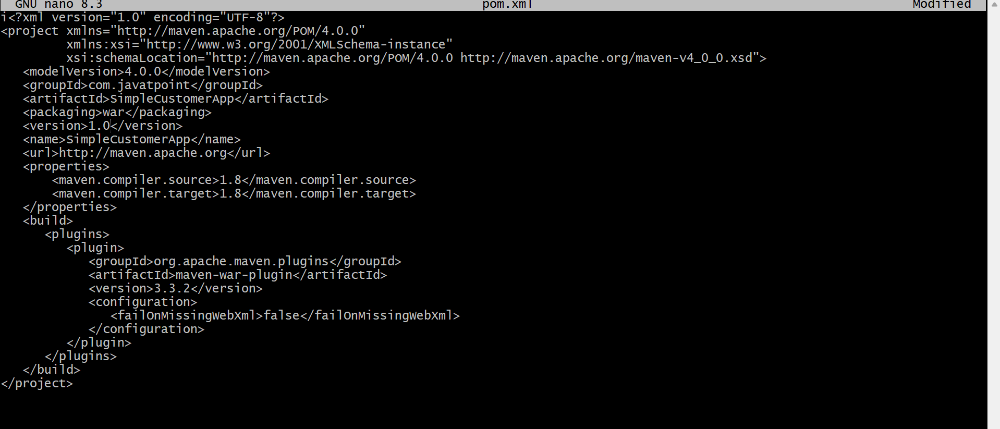 GNU nano 8.3 pom.xml Modified
i<?xml version="1.0" encoding="UTF-8"?>
<project xmlns="http://maven.apache.org/POM/4.0.0"
         xmlns:xsi="http://www.w3.org/2001/XMLSchema-instance"
         xsi:schemaLocation="http://maven.apache.org/POM/4.0.0 http://maven.apache.org/maven-v4_0_0.xsd">
   <modelVersion>4.0.0</modelVersion>
   <groupId>com.javatpoint</groupId>
   <artifactId>SimpleCustomerApp</artifactId>
   <packaging>war</packaging>
   <version>1.0</version>
   <name>SimpleCustomerApp</name>
   <url>http://maven.apache.org</url>
   <properties>
       <maven.compiler.source>1.8</maven.compiler.source>
       <maven.compiler.target>1.8</maven.compiler.target>
   </properties>
   <build>
      <plugins>
         <plugin>
            <groupId>org.apache.maven.plugins</groupId>
            <artifactId>maven-war-plugin</artifactId>
            <version>3.3.2</version>
            <configuration>
               <failOnMissingWebXml>false</failOnMissingWebXml>
            </configuration>
         </plugin>
      </plugins>
   </build>
</project>